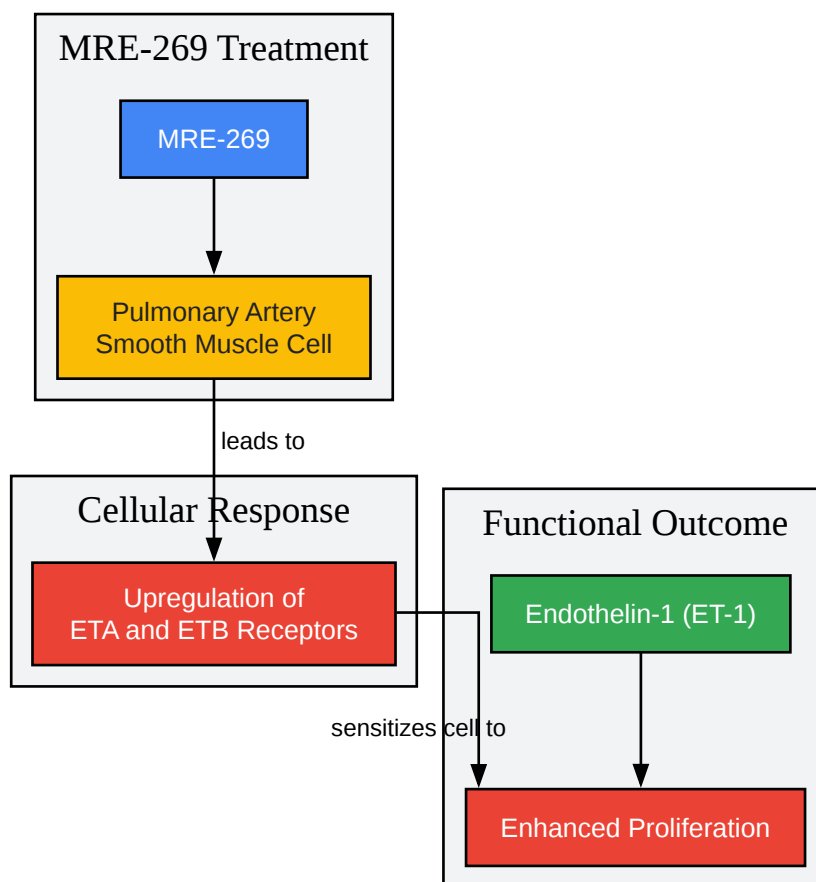 MRE-269 Treatment
MRE-269
Pulmonary Artery
Smooth Muscle Cell
leads to
Cellular Response
Upregulation of
ETA and ETB Receptors
sensitizes cell to
Functional Outcome
Endothelin-1 (ET-1)
Enhanced Proliferation